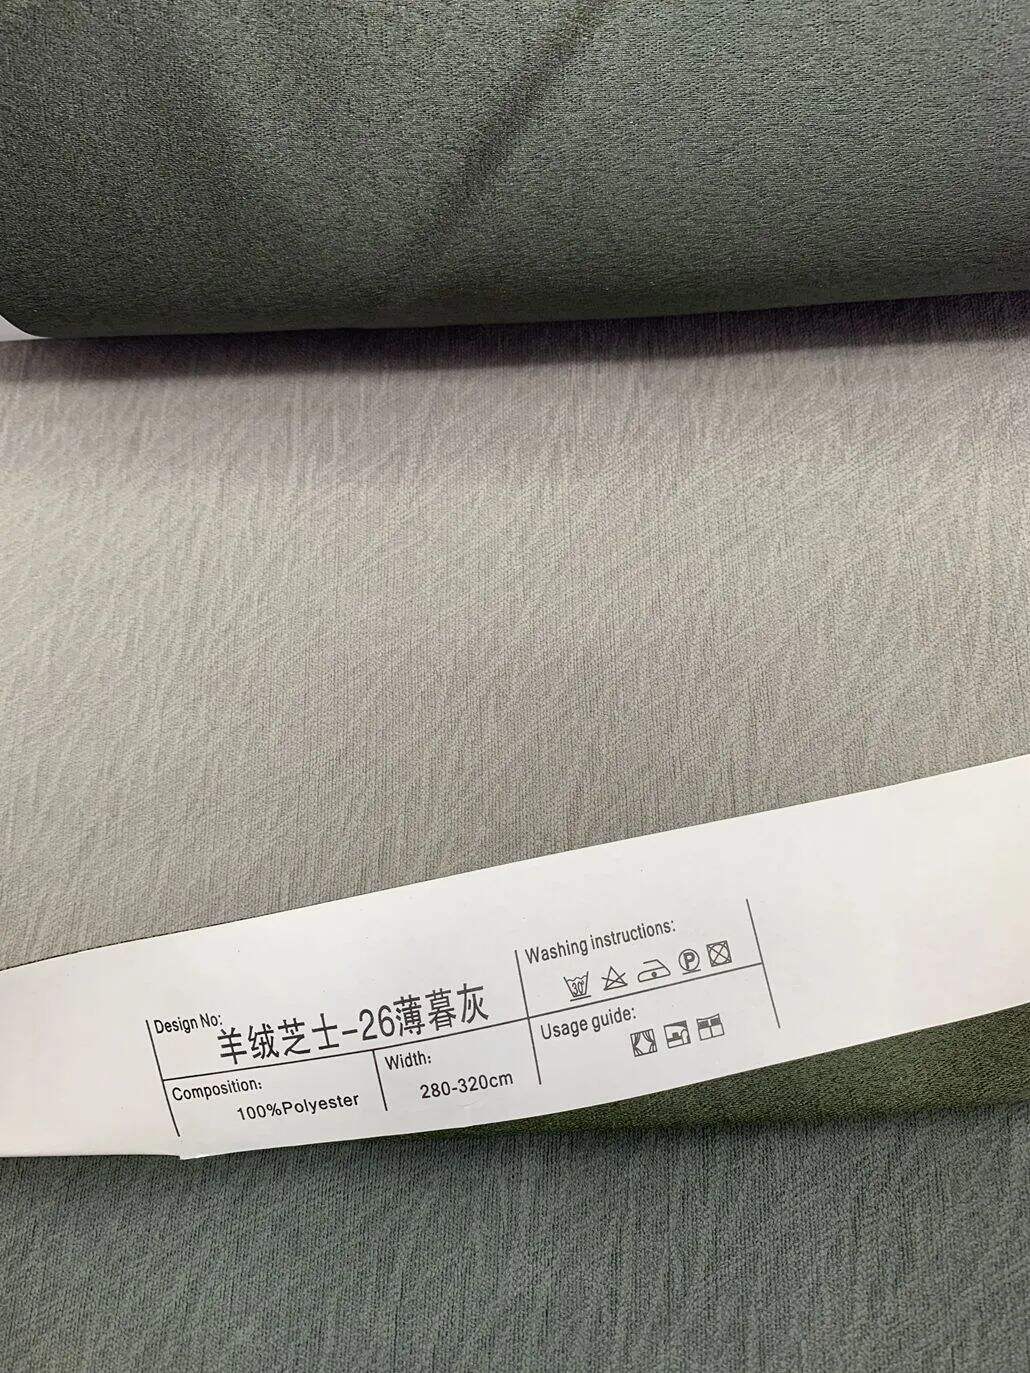 Design No:
羊绒芝士-26薄暮灰
Composition:
100%Polyester
Width:
280-320cm
Washing instructions:
30°
P
Usage guide: